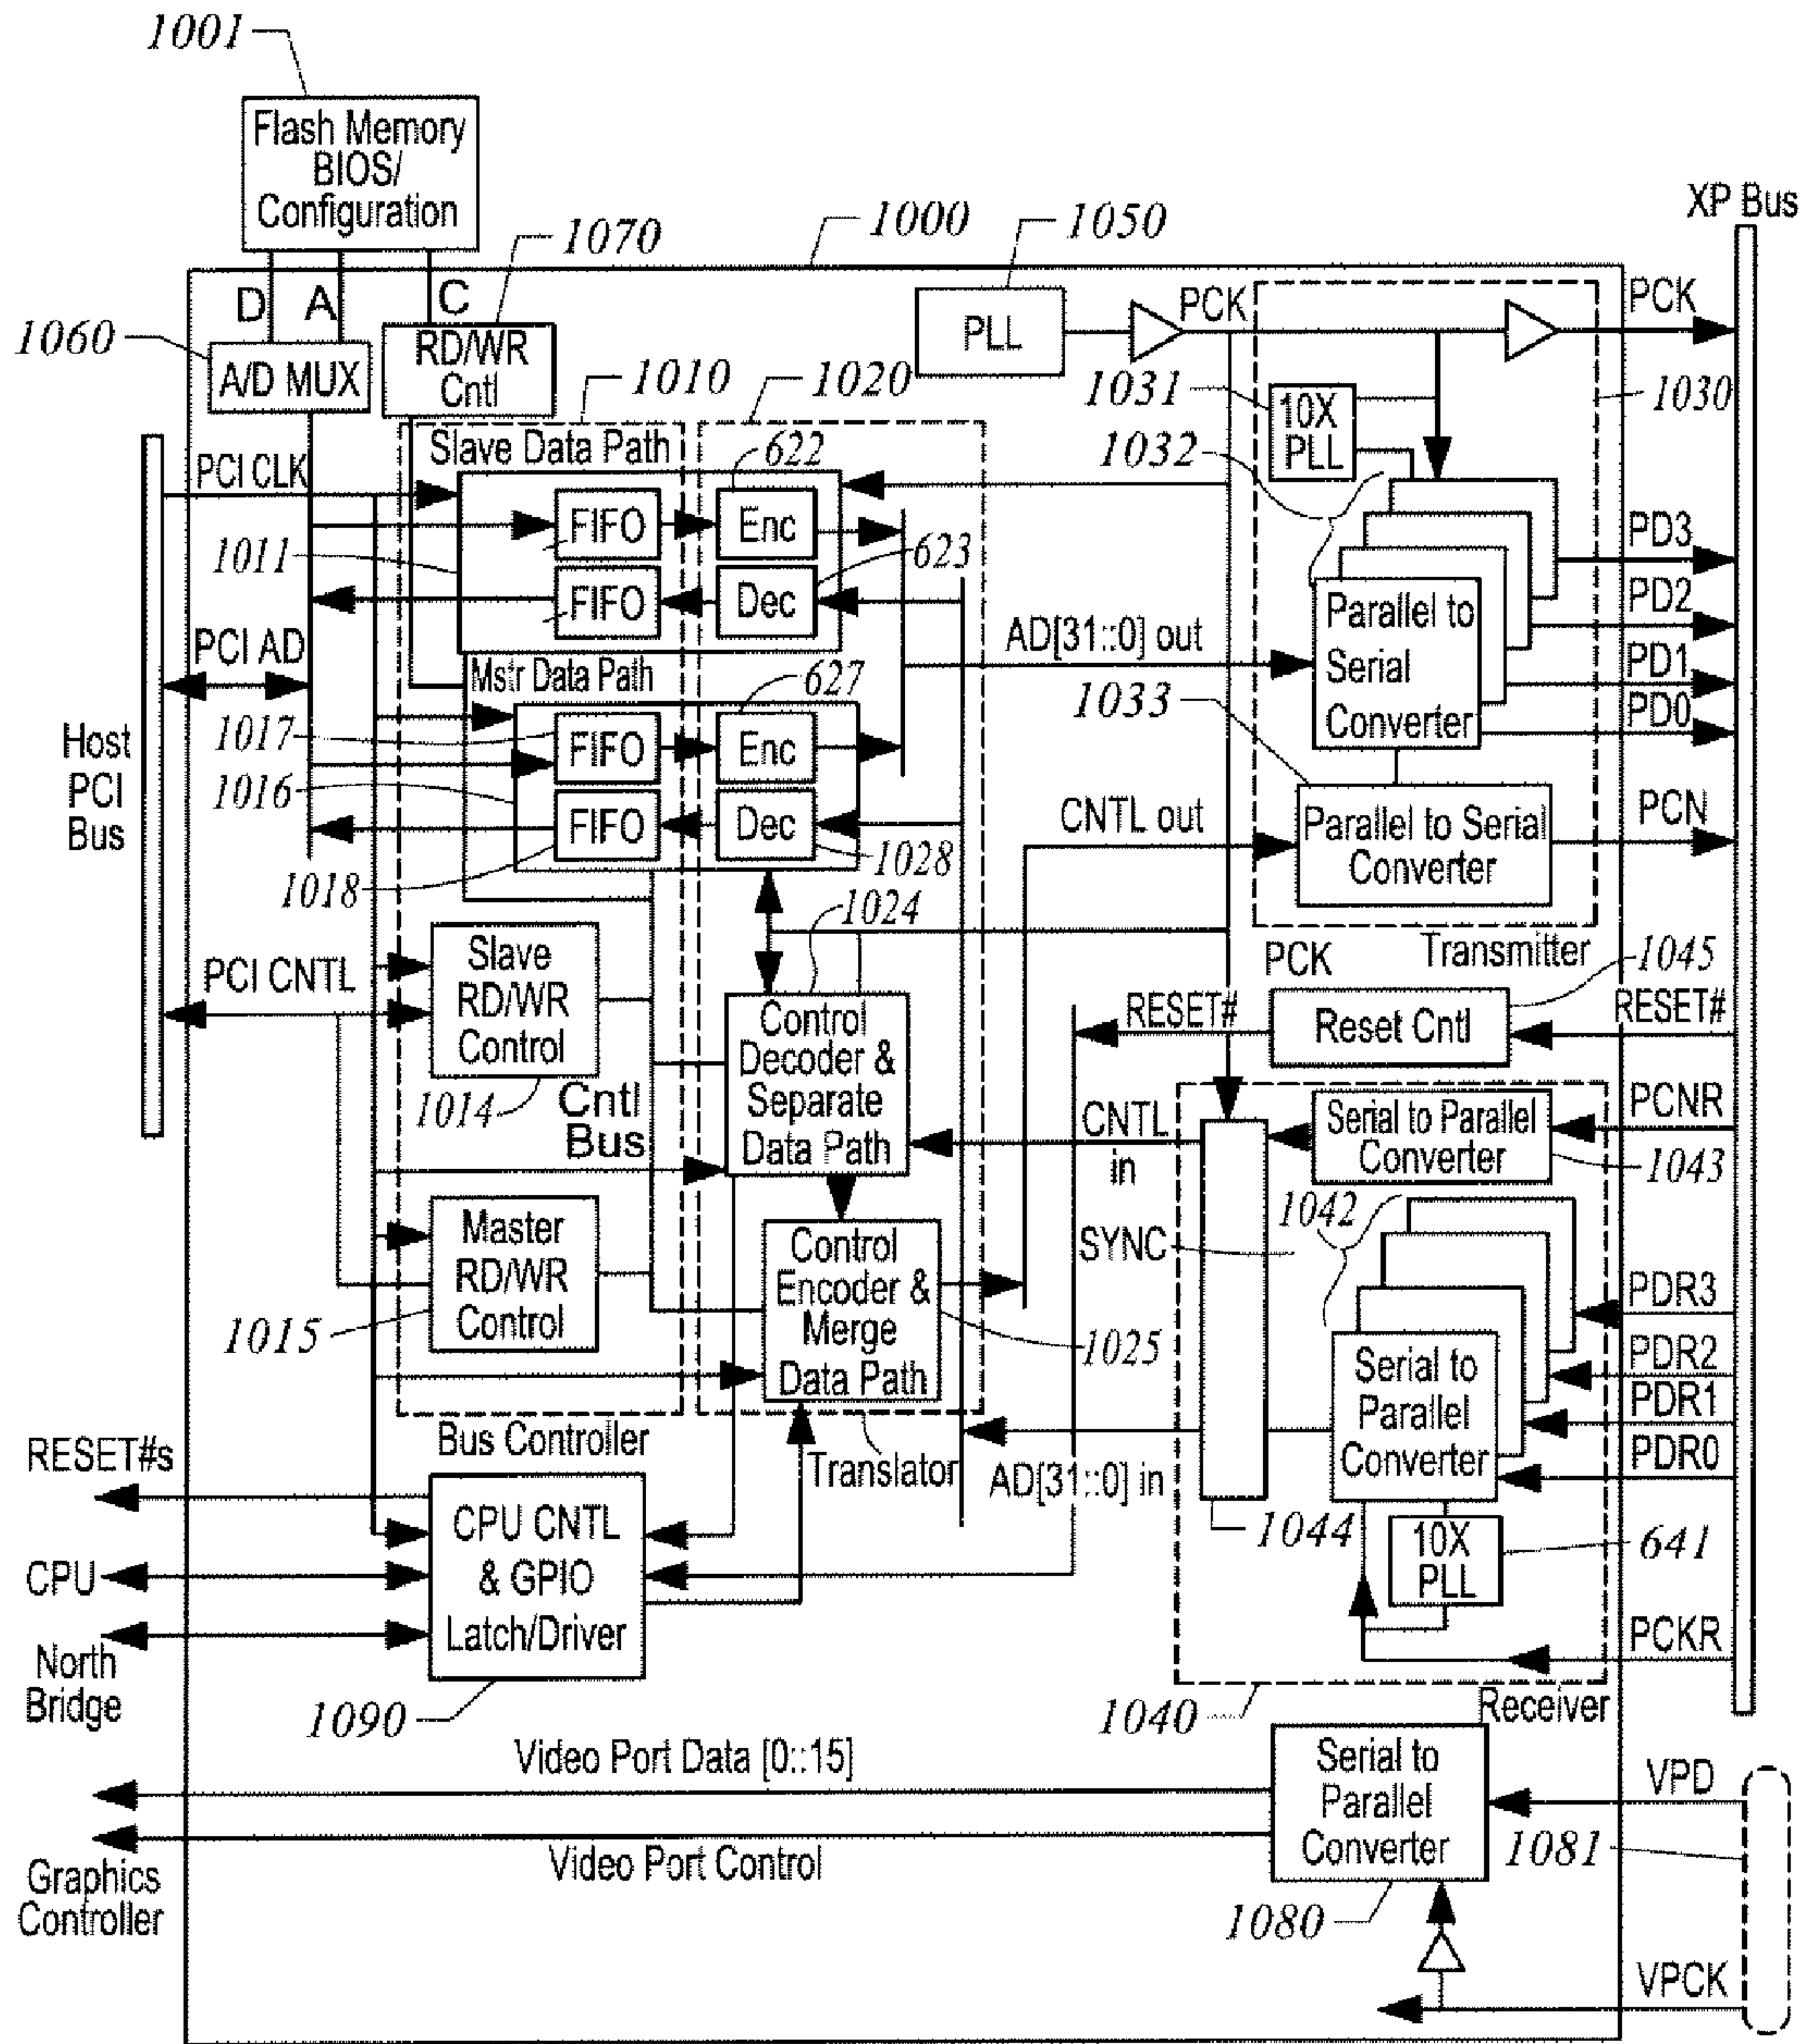 1001
Flash Memory
BIOS/
Configuration
XP Bus
1070
1000
1050
D
A
C
PLL
PCK
PCK
1060
A/D MUX
RD/WR
Cntl
1010
1020
1031
10X
PLL
1030
Slave Data Path
622
1032
PCI CLK
FIFO
Enc
623
PD3
1011
FIFO
Dec
PD2
Parallel to
Serial
Converter
AD[31::0] out
PD1
PCI AD
Mstr Data Path
627
1033
PD0
Host
PCI
Bus
1017
FIFO
Enc
1016
FIFO
Dec
CNTL out
Parallel to Serial
Converter
PCN
1018
1028
1024
PCK
Transmitter
1045
PCI CNTL
Slave
RD/WR
Control
Control
Decoder &
Separate
Data Path
RESET#
Reset Cntl
RESET#
1014
Cntl
Bus
CNTL
in
Serial to Parallel
Converter
PCNR
1043
1042
Master
RD/WR
Control
Control
Encoder &
Merge
Data Path
SYNC
PDR3
1015
1025
Serial to
Parallel
Converter
PDR2
PDR1
PDR0
Bus Controller
Translator
AD[31::0] in
RESET#s
CPU CNTL
& GPIO
Latch/Driver
1044
10X
PLL
641
CPU
North
Bridge
PCKR
1090
1040
Receiver
Video Port Data [0::15]
Serial to
Parallel
Converter
VPD
Video Port Control
1081
Graphics
Controller
1080
VPCK